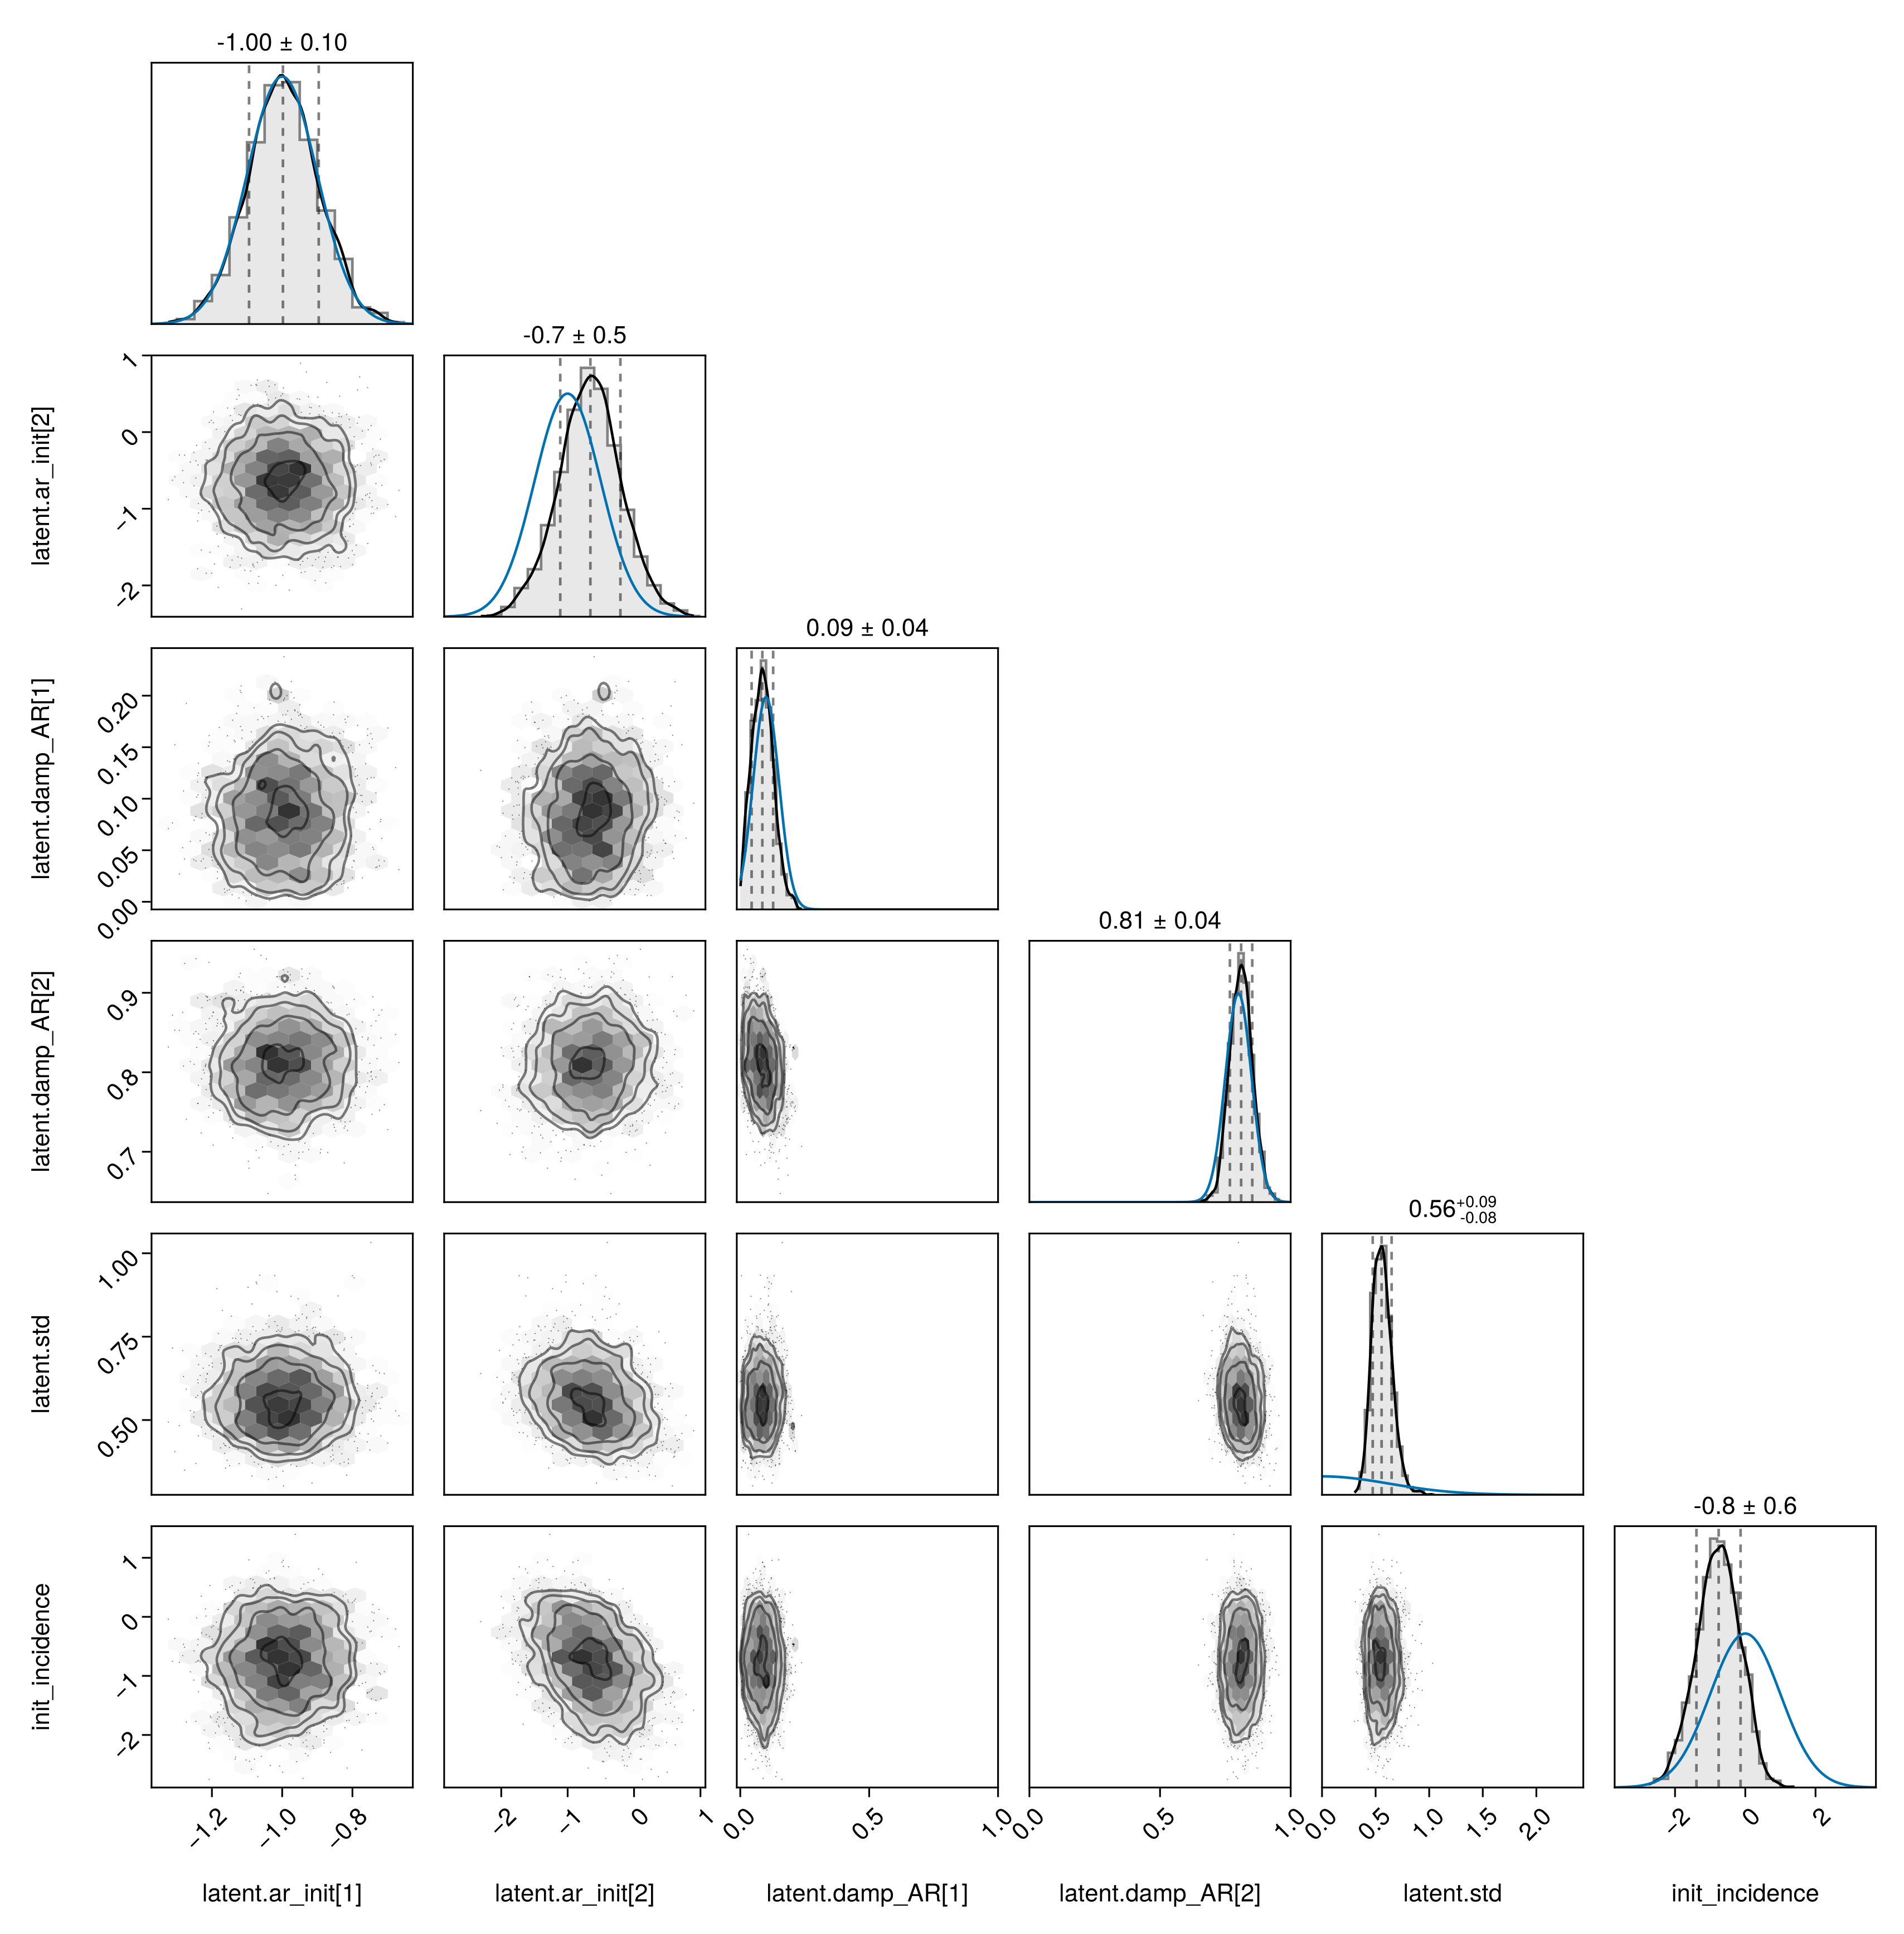 -1.00 ± 0.10
-0.7 ± 0.5
1
0
−1
−2
latent.ar_init[2]
0.09 ± 0.04
0.20
0.15
0.10
0.05
0.00
latent.damp_AR[1]
0.81 ± 0.04
0.9
0.8
0.7
latent.damp_AR[2]
0.56+0.09
-0.08
1.00
0.75
0.50
latent.std
-0.8 ± 0.6
1
0
−1
−2
init_incidence
−1.2 −1.0 −0.8 −2 −1 0 1 0.0 0.5 1.0 0.0 0.5 1.0 0.0 0.5 1.0 1.5 2.0 −2 0 2
latent.ar_init[1] latent.ar_init[2] latent.damp_AR[1] latent.damp_AR[2] latent.std init_incidence